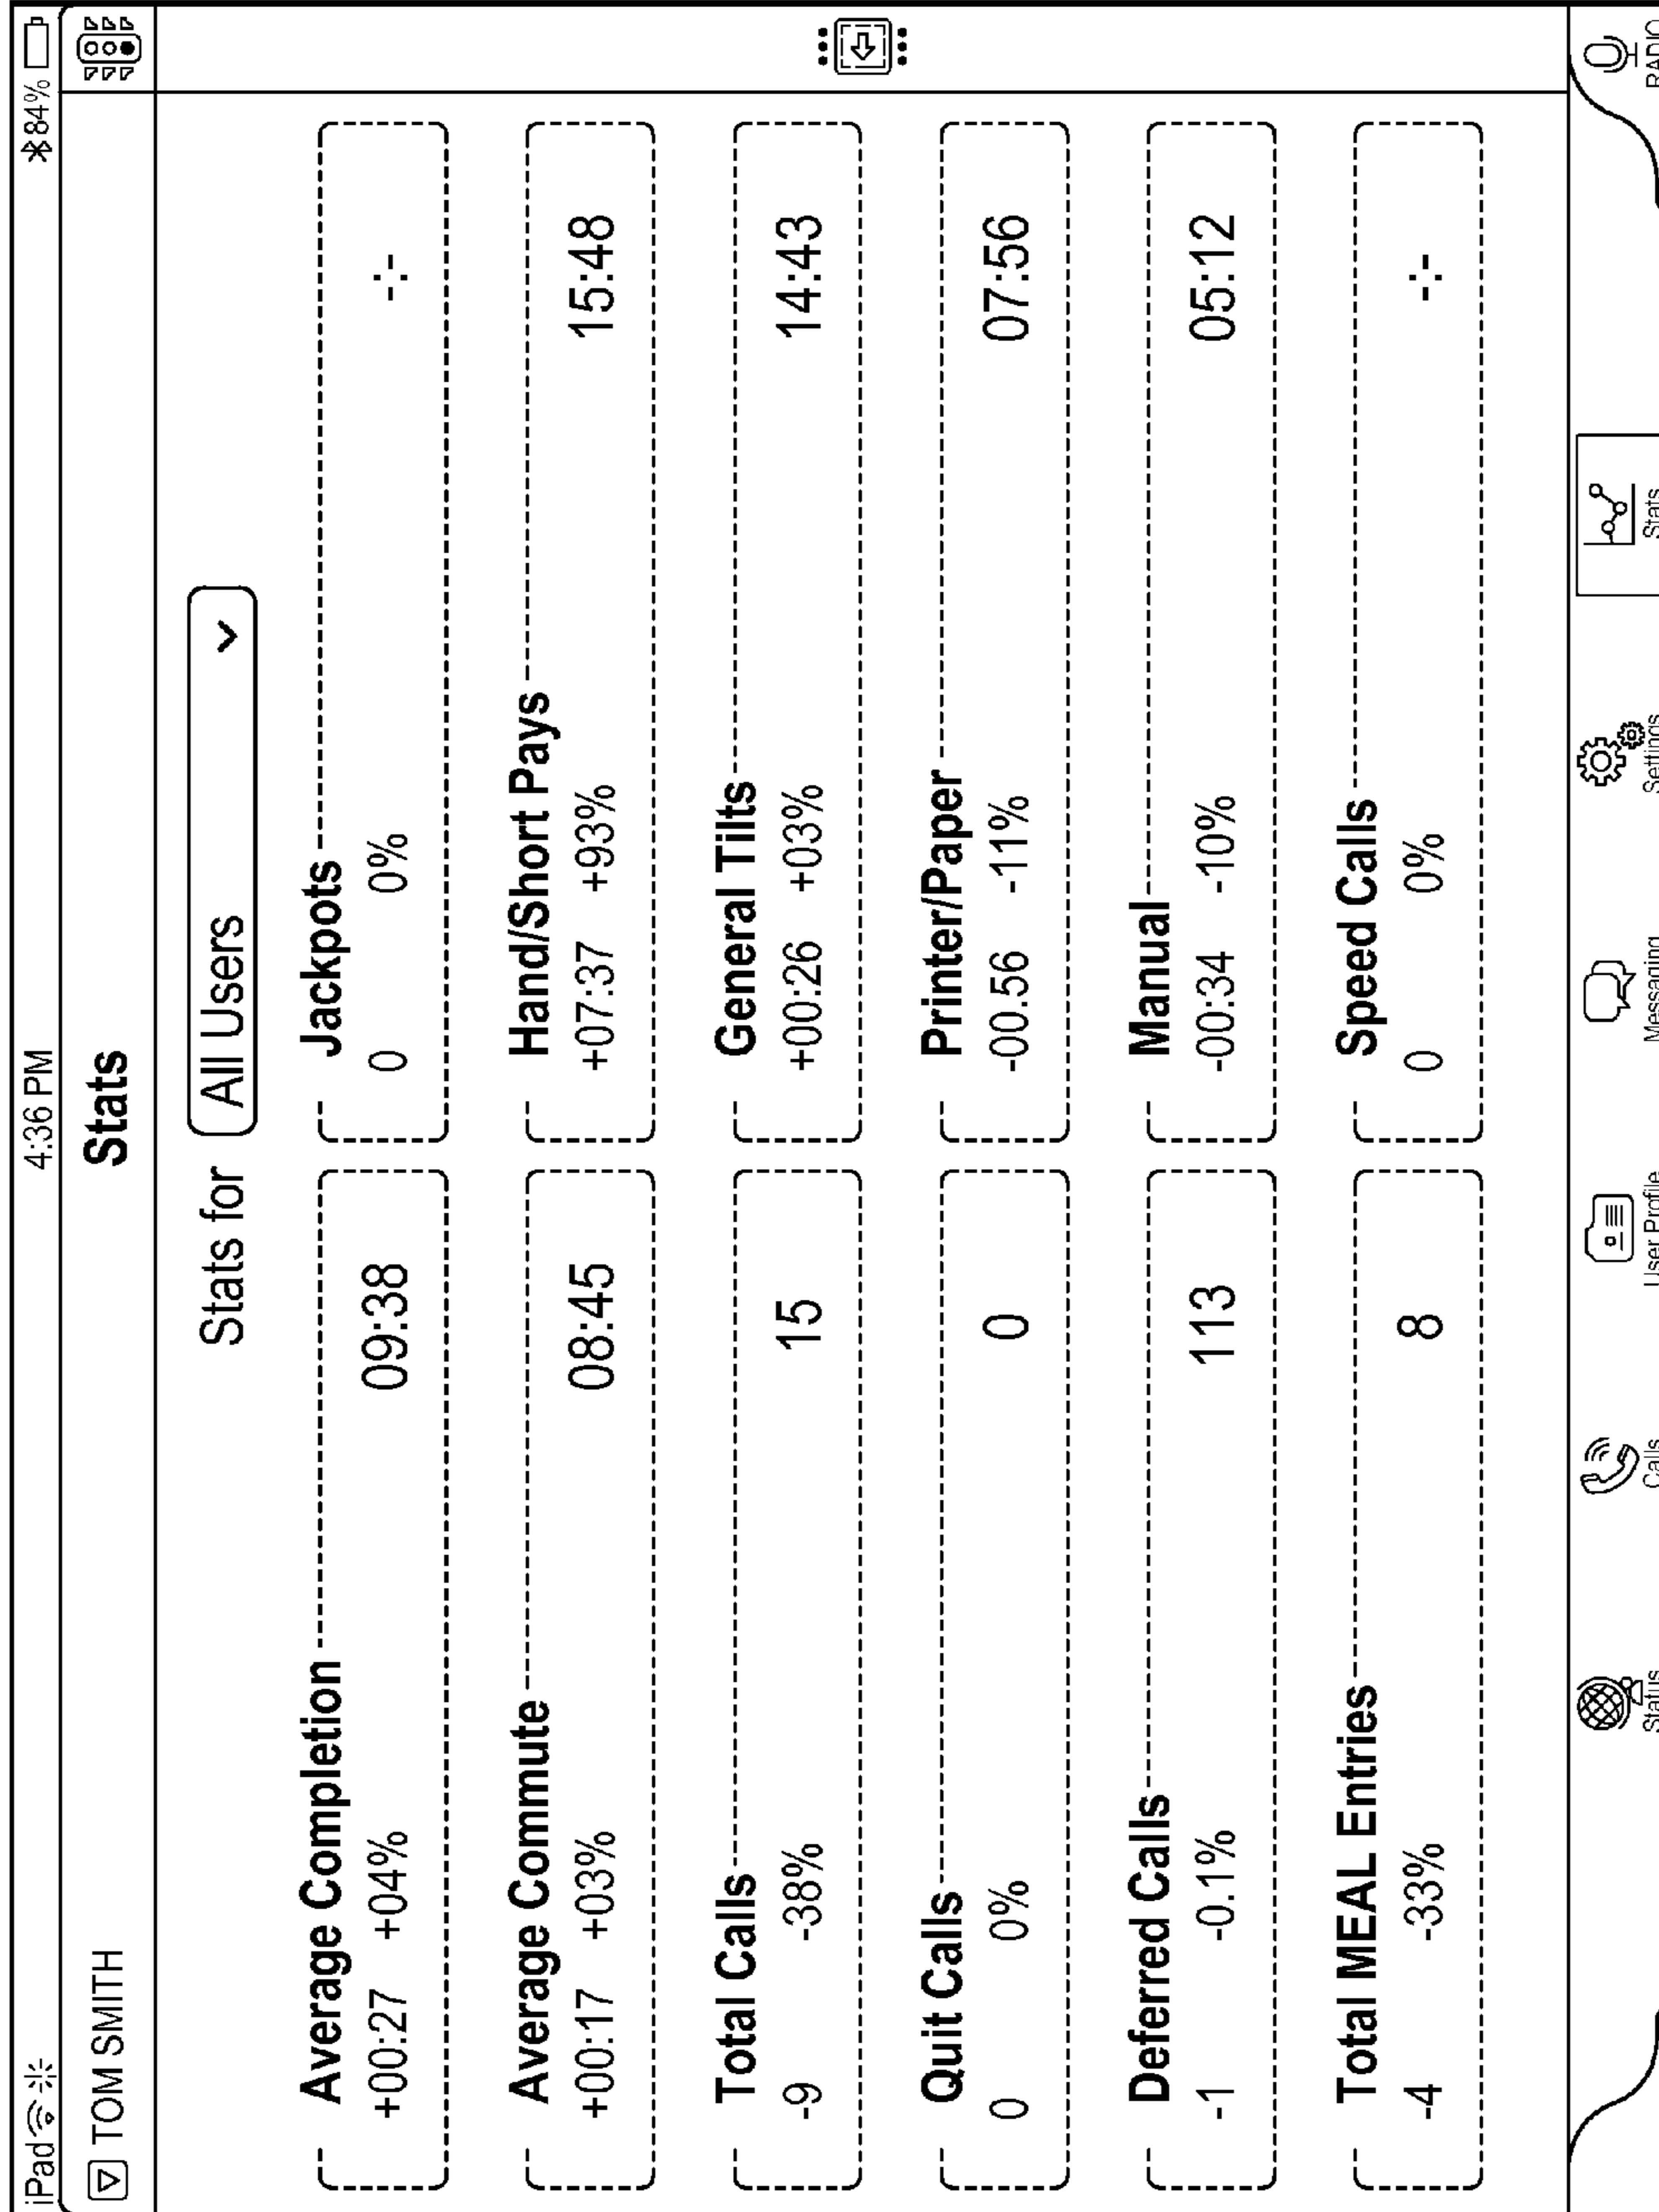 iPad 4:36 PM 84%
TOM SMITH Stats
Stats for All Users
Average Completion
+00:27 +04% 09:38
Jackpots
0 0% -:-
Average Commute
+00:17 +03% 08:45
Hand/Short Pays
+07:37 +93% 15:48
Total Calls
-9 -38% 15
General Tilts
+00:26 +03% 14:43
Quit Calls
0 0% 0
Printer/Paper
-00.56 -11% 07:56
Deferred Calls
-1 -0.1% 113
Manual
-00:34 -10% 05:12
Total MEAL Entries
-4 -33% 8
Speed Calls
0 0% -:-
Status Calls User Profile Messaging Settings Stats RADIO